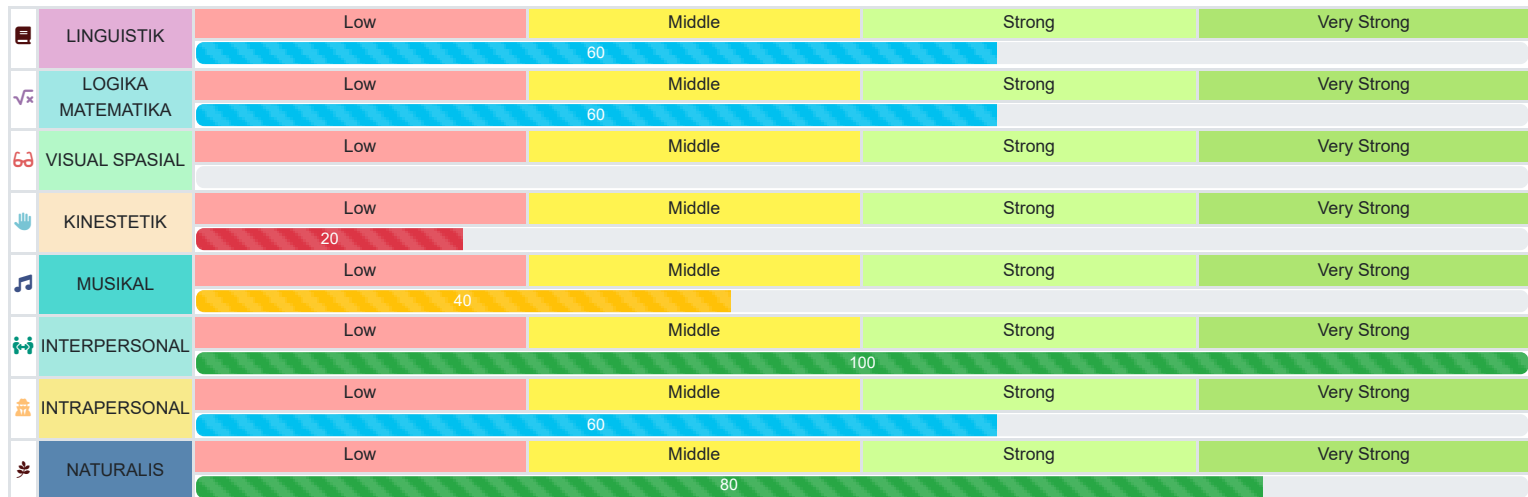 Low Middle Strong Very Strong
LINGUISTIK
60
Low Middle Strong Very Strong
LOGIKA
MATEMATIKA
60
Low Middle Strong Very Strong
VISUAL SPASIAL
Low Middle Strong Very Strong
KINESTETIK
20
Low Middle Strong Very Strong
MUSIKAL
40
Low Middle Strong Very Strong
INTERPERSONAL
100
Low Middle Strong Very Strong
INTRAPERSONAL
60
Low Middle Strong Very Strong
NATURALIS
80